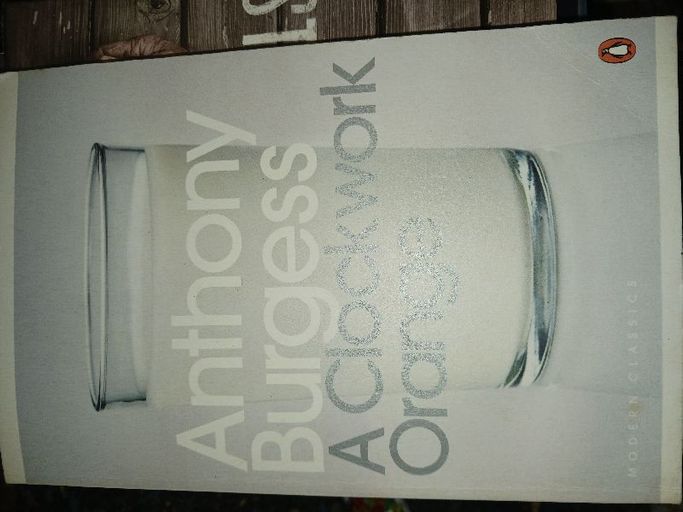 Anthony
Burgess
A Clockwork
Orange
MODERN CLASSICS